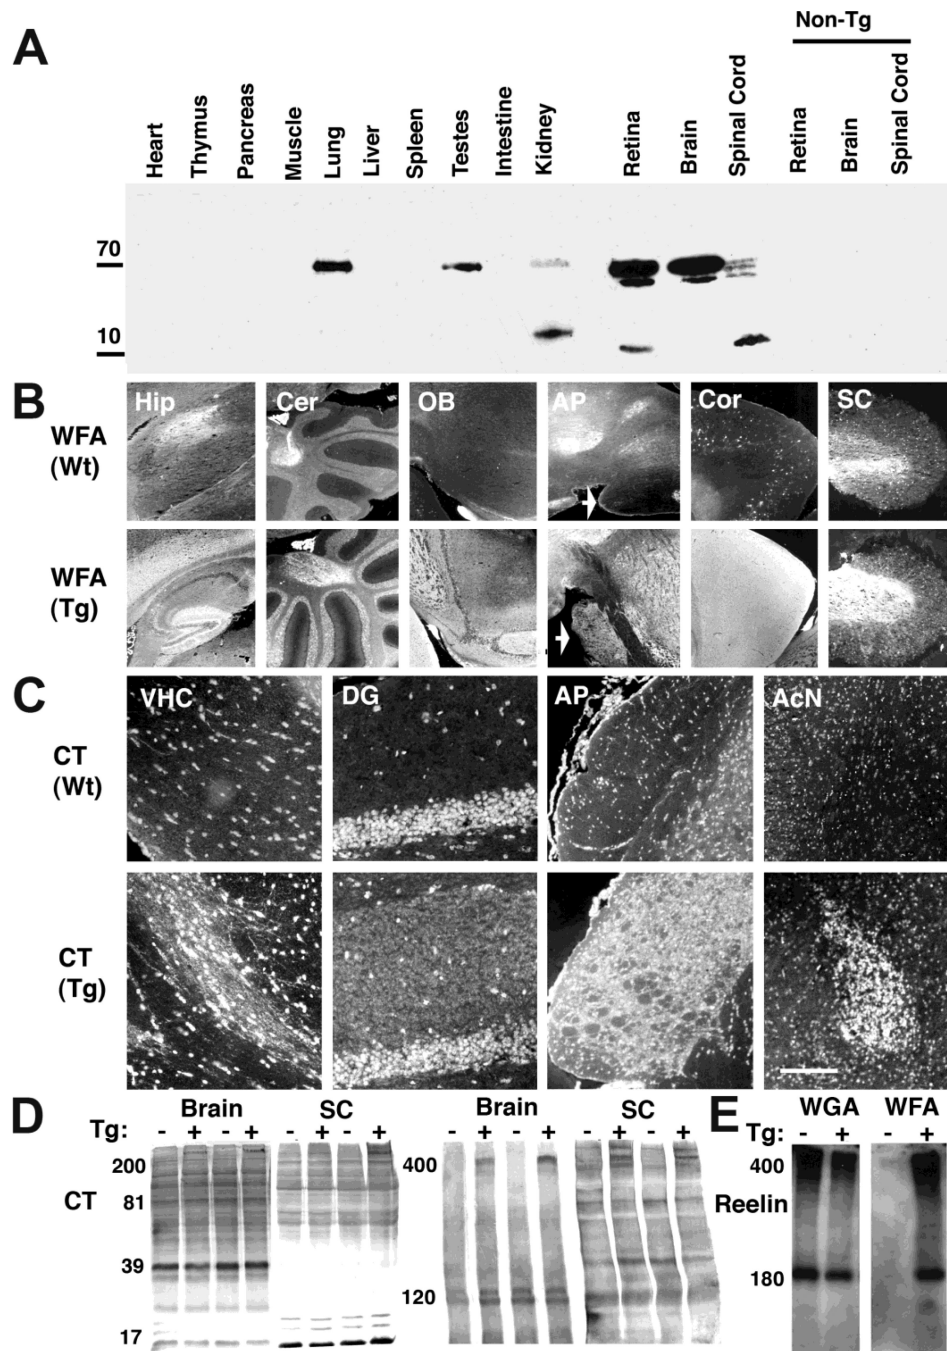 A
Non-Tg
Heart
Thymus
Pancreas
Muscle
Lung
Liver
Spleen
Testes
Intestine
Kidney
Retina
Brain
Spinal Cord
Retina
Brain
Spinal Cord
70
10
B
WFA
(Wt)
Hip
Cer
OB
AP
Cor
SC
WFA
(Tg)
C
CT
(Wt)
VHC
DG
AP
AcN
CT
(Tg)
D
Brain
SC
Brain
SC
Tg: - + - + - + - + - + - + - + - +
CT
200
81
39
17
400
120
E
WGA
WFA
Tg: - + - +
400
Reelin
180